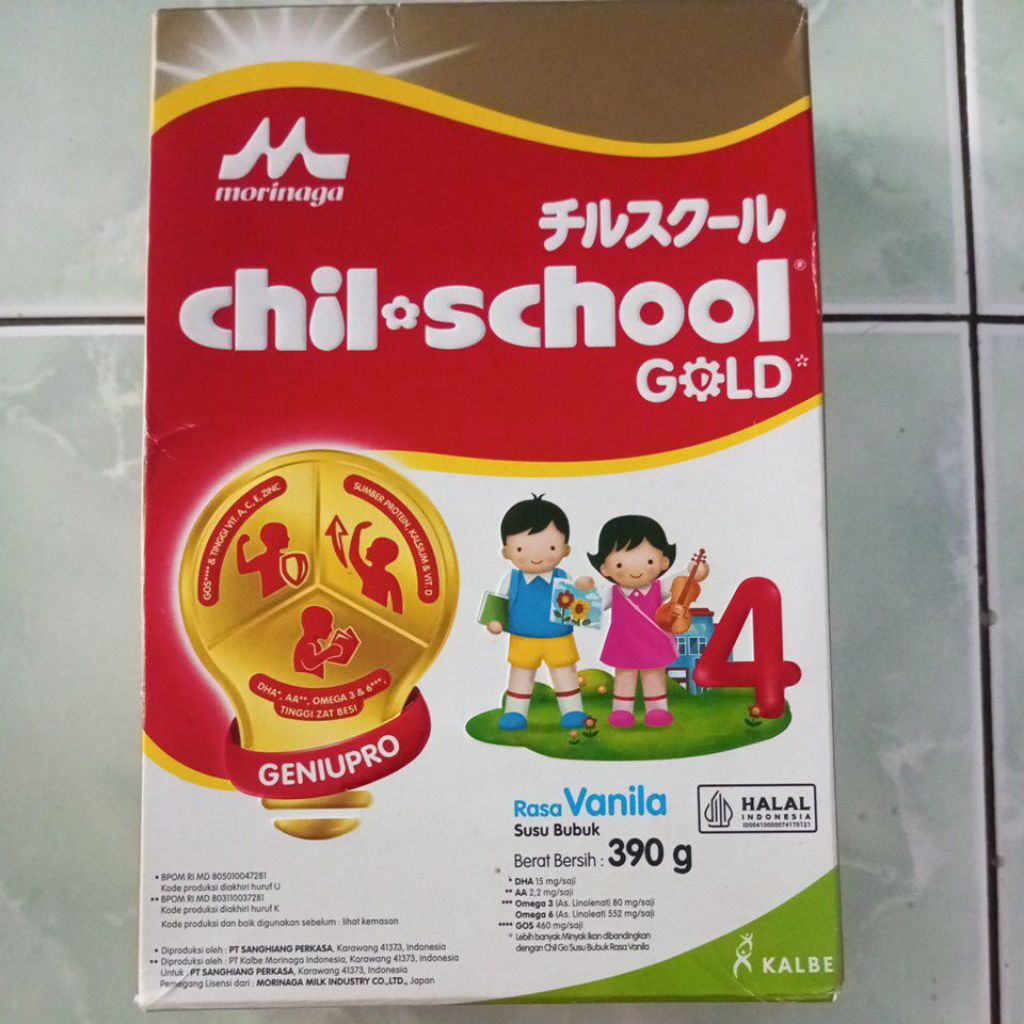 morinaga
チルスクール
chil school®
GOLD*
GOS**** & TINGGI VIT. A, C, E, ZINC
SUMBER PROTEIN, KALSIUM & VIT. D
DHA*, AA**, OMEGA 3 & 6***,
TINGGI ZAT BESI
GENIUPRO
4
Rasa Vanila
Susu Bubuk
Berat Bersih : 390 g
HALAL
INDONESIA
ID00410000074170121
* DHA 15 mg/saji
** AA 2,2 mg/saji
*** Omega 3 (As. Linolenat) 80 mg/saji
Omega 6 (As. Linoleat) 552 mg/saji
**** GOS 460 mg/saji
* Lebih banyak Minyak Ikan dibandingkan
dengan Chil Go Susu Bubuk Rasa Vanila
• BPOM RI MD 805010047281
Kode produksi diakhiri huruf U
•• BPOM RI MD 803110037281
Kode produksi diakhiri huruf K
Kode produksi dan baik digunakan sebelum : lihat kemasan
• Diproduksi oleh : PT SANGHIANG PERKASA, Karawang 41373, Indonesia
•• Diproduksi oleh : PT Kalbe Morinaga Indonesia, Karawang 41373, Indonesia
Untuk : PT SANGHIANG PERKASA, Karawang 41373, Indonesia
Pemegang Lisensi dari : MORINAGA MILK INDUSTRY CO.,LTD., Japan
KALBE